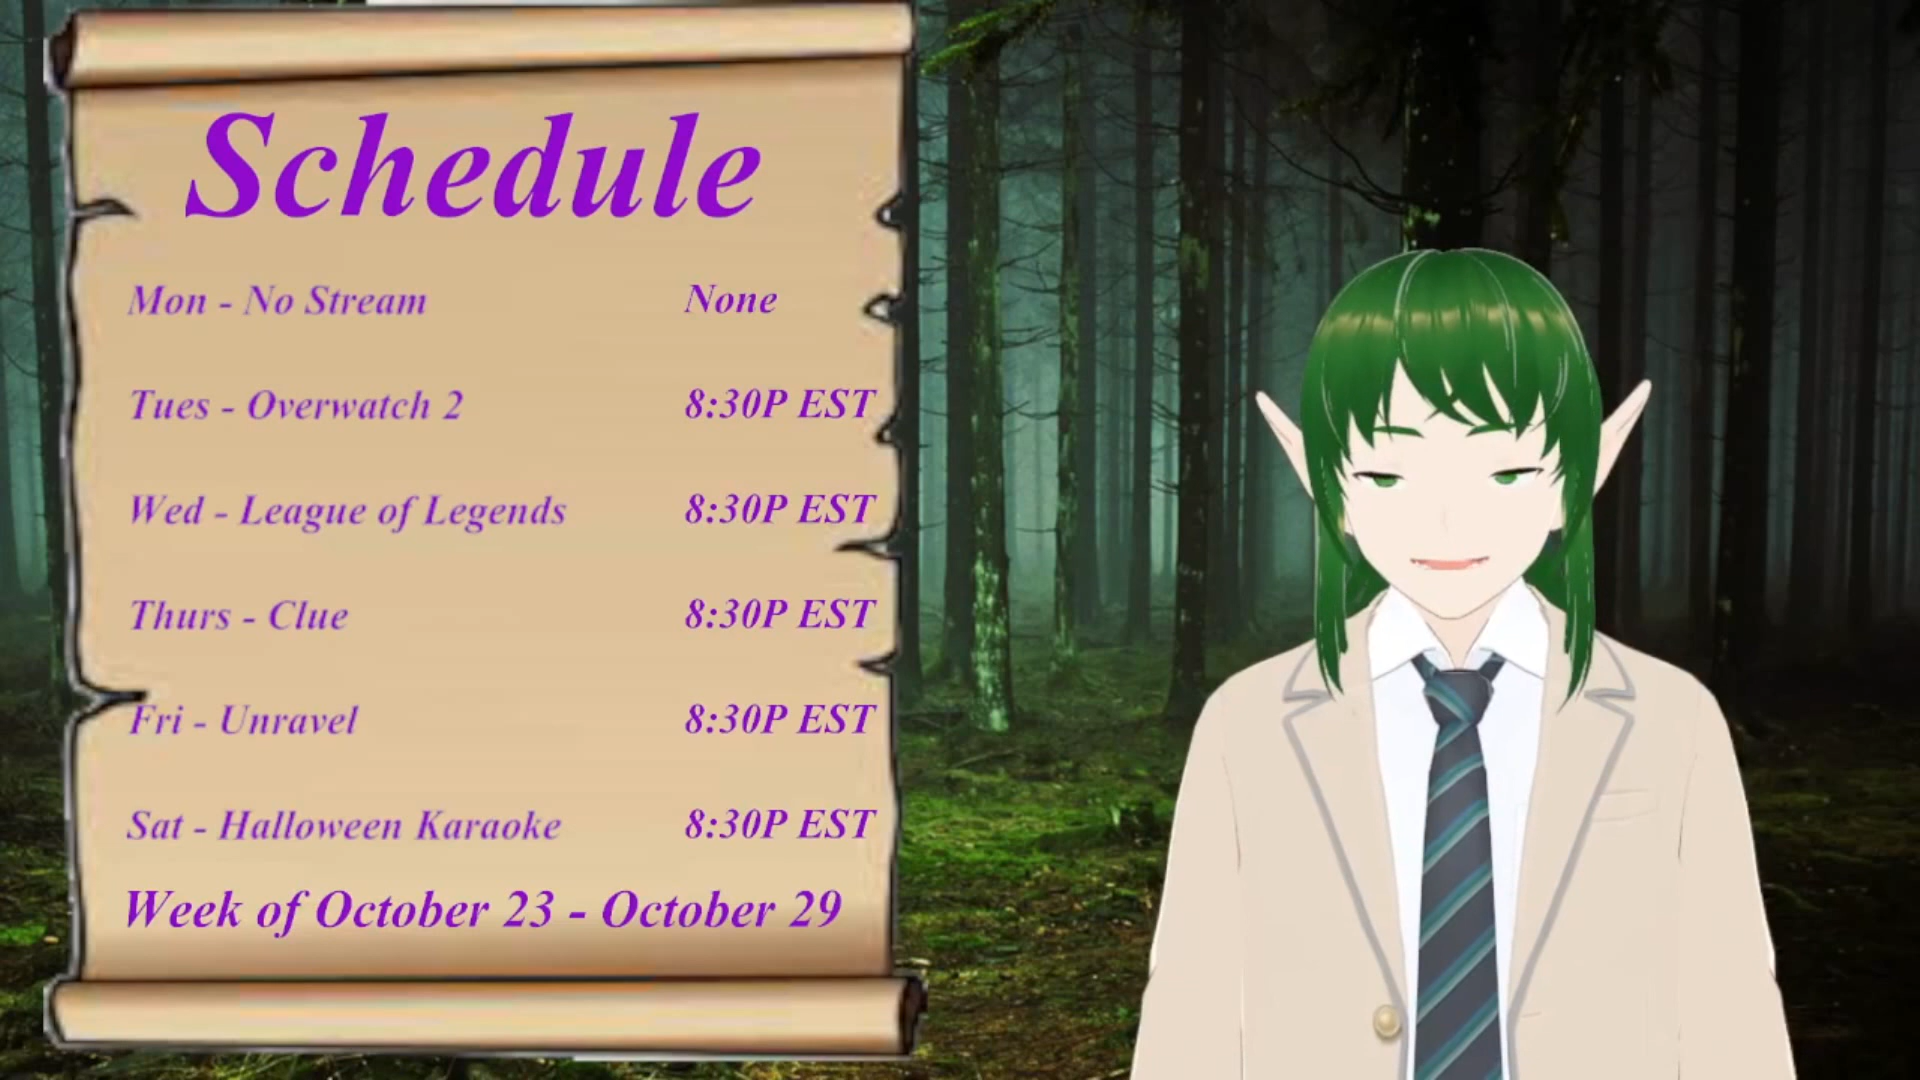 Schedule
Mon - No Stream None
Tues - Overwatch 2 8:30P EST
Wed - League of Legends 8:30P EST
Thurs - Clue 8:30P EST
Fri - Unravel 8:30P EST
Sat - Halloween Karaoke 8:30P EST
Week of October 23 - October 29